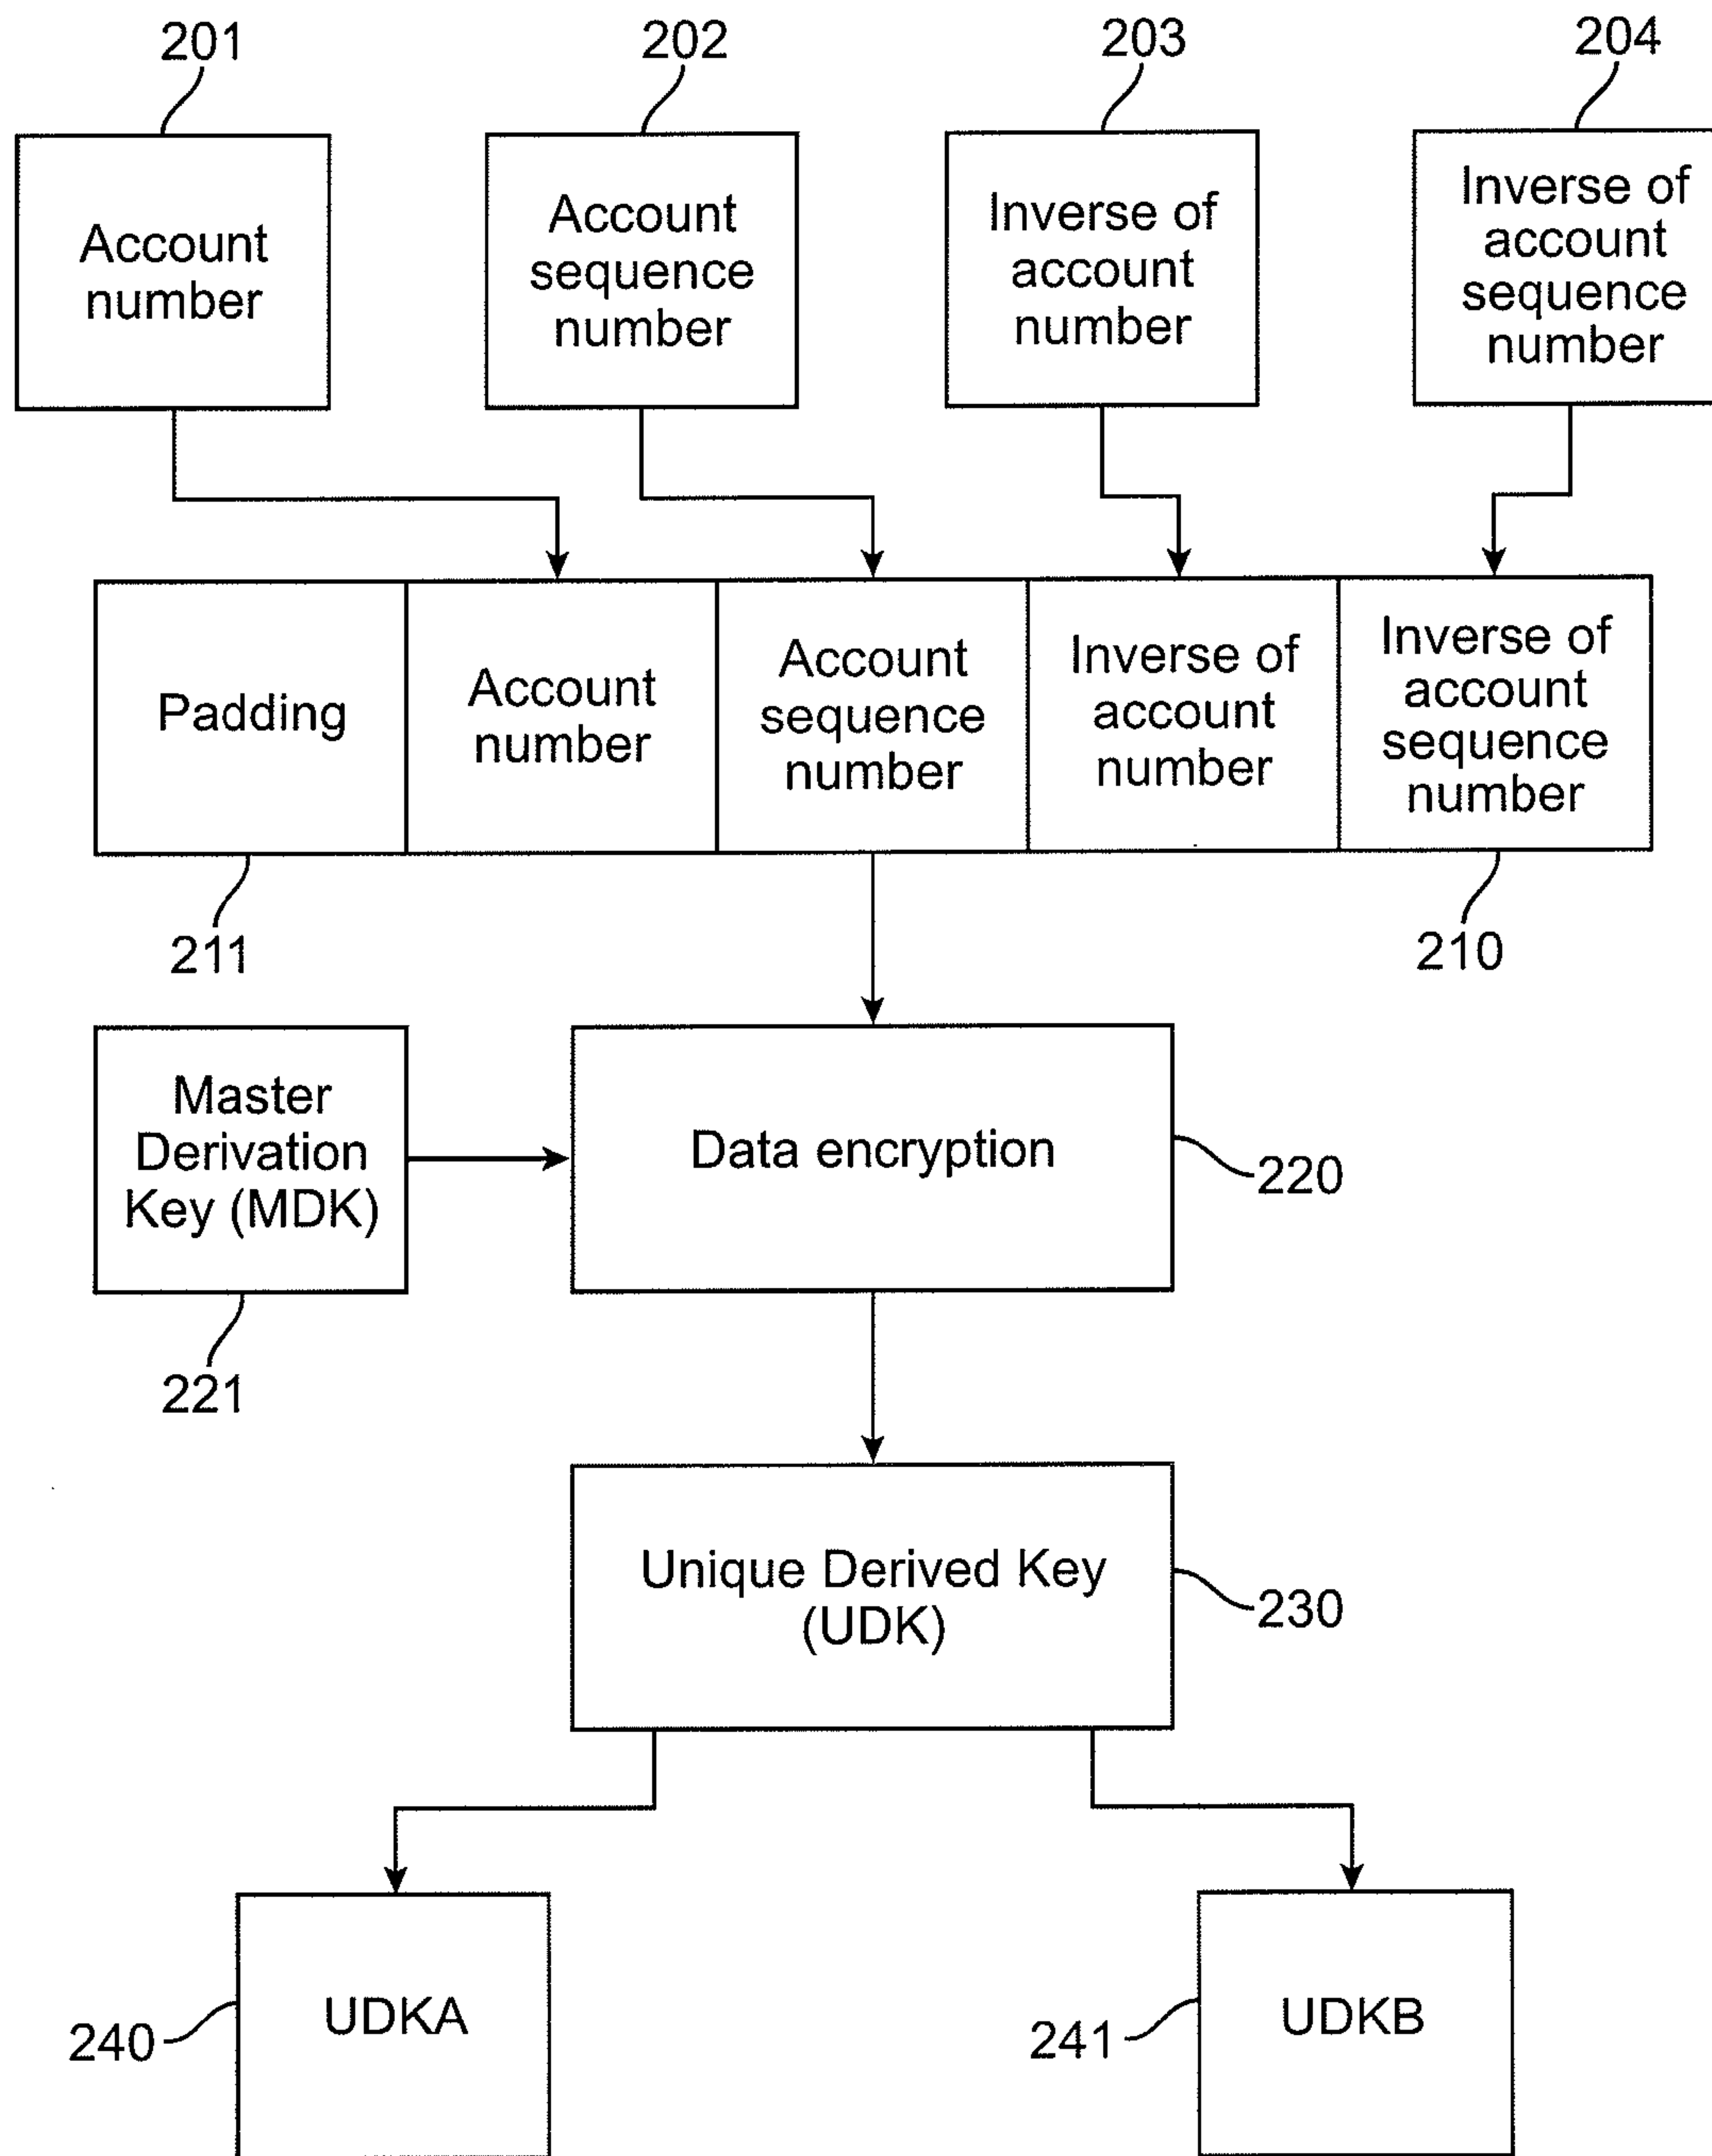 201
202
203
204
Account
number
Account
sequence
number
Inverse of
account
number
Inverse of
account
sequence
number
Padding
Account
number
Account
sequence
number
Inverse of
account
number
Inverse of
account
sequence
number
211
210
Master
Derivation
Key (MDK)
Data encryption
220
221
Unique Derived Key
(UDK)
230
UDKA
240
UDKB
241